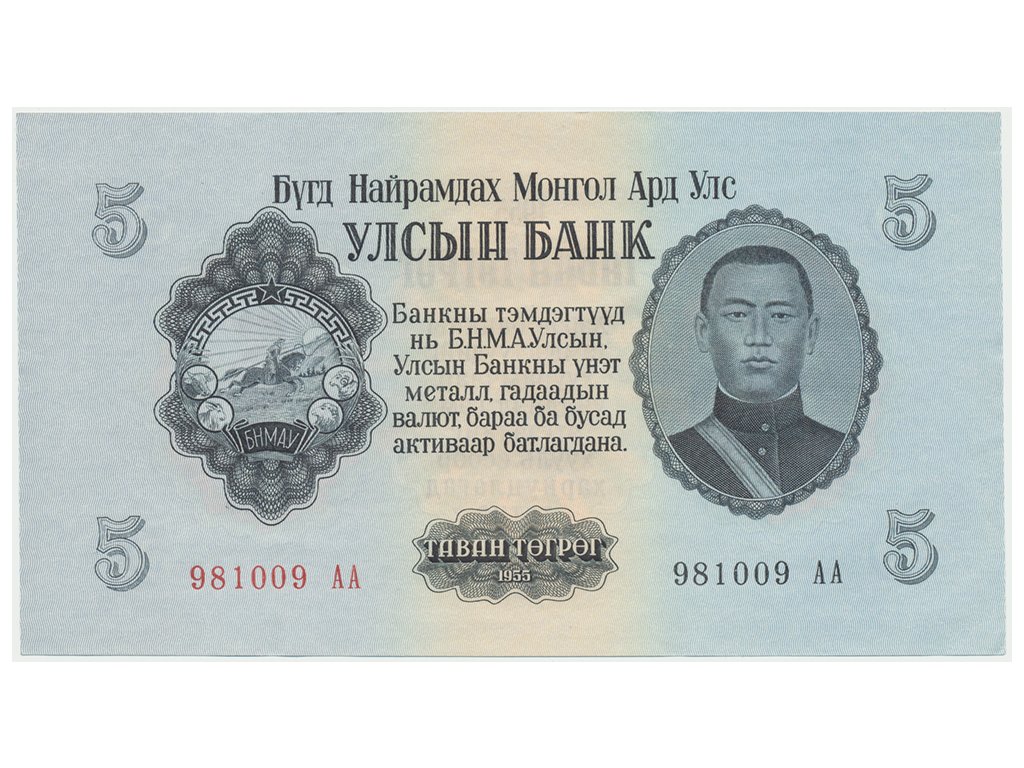 5
5
Бүгд Найрамдах Монгол Ард Улс
УЛСЫН БАНК
Банкны тэмдэгтүүд
нь Б.Н.М.А.Улсын,
Улсын Банкны үнэт
металл, гадаадын
валют, бараа ба бусад
активаар батлагдана.
БНМАУ
5
5
ТАВАН ТӨГРӨГ
1955
981009 АА
981009 АА